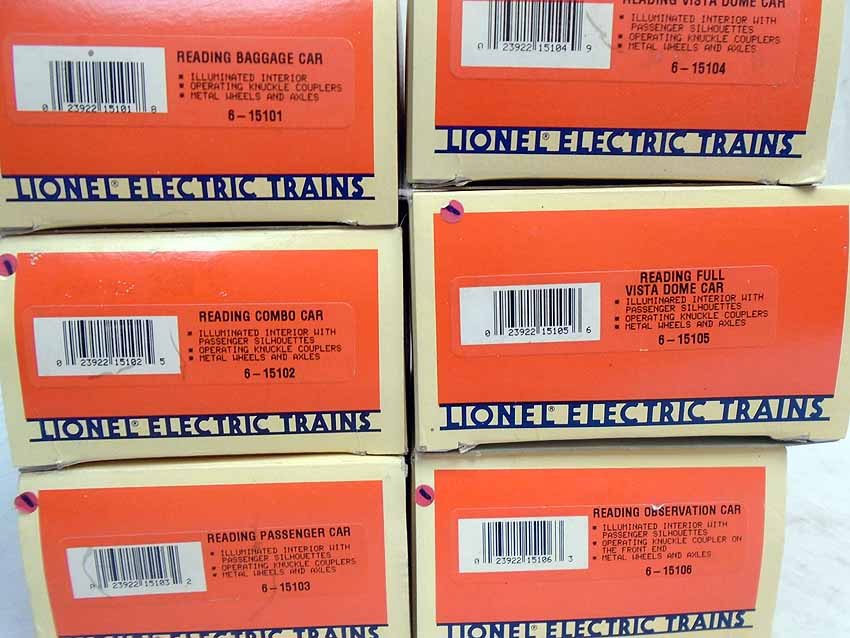 READING BAGGAGE CAR
ILLUMINATED INTERIOR
OPERATING KNUCKLE COUPLERS
METAL WHEELS AND AXLES
0 23922 15101 8
6-15101
LIONEL® ELECTRIC TRAINS
READING VISTA DOME CAR
ILLUMINATED INTERIOR WITH
PASSENGER SILHOUETTES
OPERATING KNUCKLE COUPLERS
METAL WHEELS AND AXLES
0 23922 15104 9
6-15104
LIONEL® ELECTRIC TRAINS
READING COMBO CAR
ILLUMINATED INTERIOR WITH
PASSENGER SILHOUETTES
OPERATING KNUCKLE COUPLERS
METAL WHEELS AND AXLES
0 23922 15102 5
6-15102
LIONEL® ELECTRIC TRAINS
READING FULL
VISTA DOME CAR
ILLUMINARED INTERIOR WITH
PASSENGER SILHOUETTES
OPERATING KNUCKLE COUPLERS
METAL WHEELS AND AXLES
0 23922 15105 6
6-15105
LIONEL® ELECTRIC TRAINS
READING PASSENGER CAR
ILLUMINATED INTERIOR WITH
PASSENGER SILHOUETTES
OPERATING KNUCKLE COUPLERS
METAL WHEELS AND AXLES
0 23922 15103 2
6-15103
LIONEL® ELECTRIC TRAINS
READING OBSERVATION CAR
ILLUMINATED INTERIOR WITH
PASSENGER SILHOUETTES
OPERATING KNUCKLE COUPLER ON
THE FRONT END
METAL WHEELS AND AXLES
0 23922 15106 3
6-15106
LIONEL® ELECTRIC TRAINS